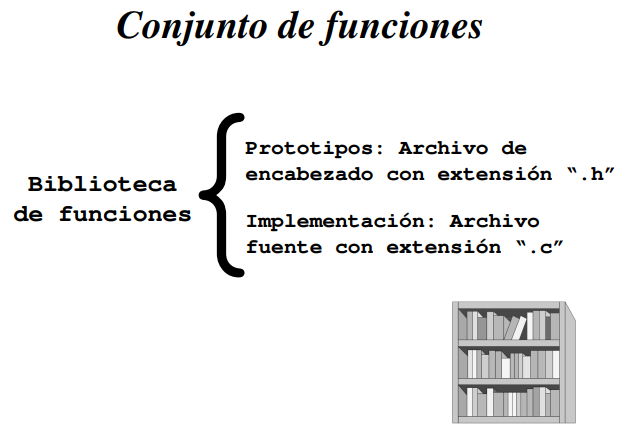 Conjunto de funciones
Biblioteca
de funciones
Prototipos: Archivo de
encabezado con extensión “.h”
Implementación: Archivo
fuente con extensión “.c”